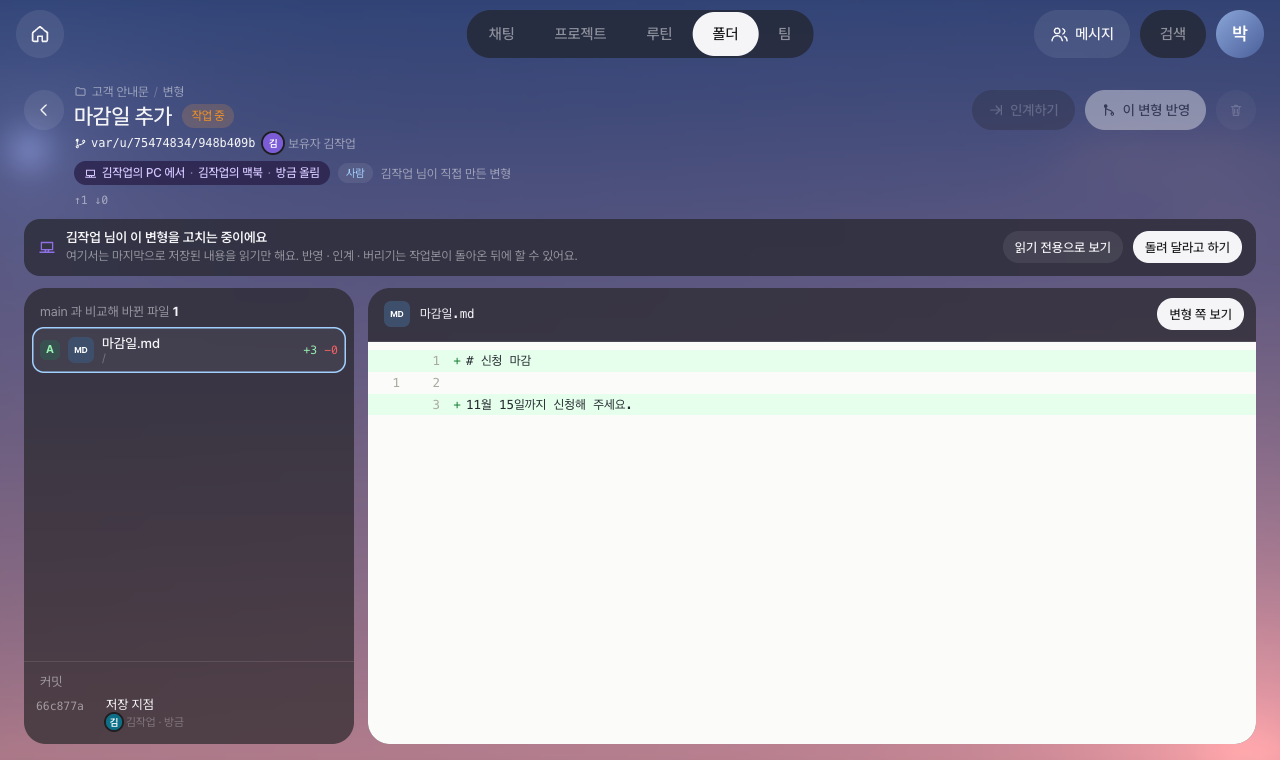 채팅 프로젝트 루틴 폴더 팀
메시지 검색 박
고객 안내문 / 변형
마감일 추가 작업 중
인계하기 이 변형 반영
var/u/75474834/948b409b 김 보유자 김작업
김작업의 PC 에서 · 김작업의 맥북 · 방금 올림 사람 김작업 님이 직접 만든 변형
↑1 ↓0
김작업 님이 이 변형을 고치는 중이에요
여기서는 마지막으로 저장된 내용을 읽기만 해요. 반영 · 인계 · 버리기는 작업본이 돌아온 뒤에 할 수 있어요.
읽기 전용으로 보기 돌려 달라고 하기
main 과 비교해 바뀐 파일 1
A MD 마감일.md +3 −0
/
커밋
66c877a 저장 지점
김 김작업 · 방금
MD 마감일.md 변형 쪽 보기
1 + # 신청 마감
1 2
3 + 11월 15일까지 신청해 주세요.